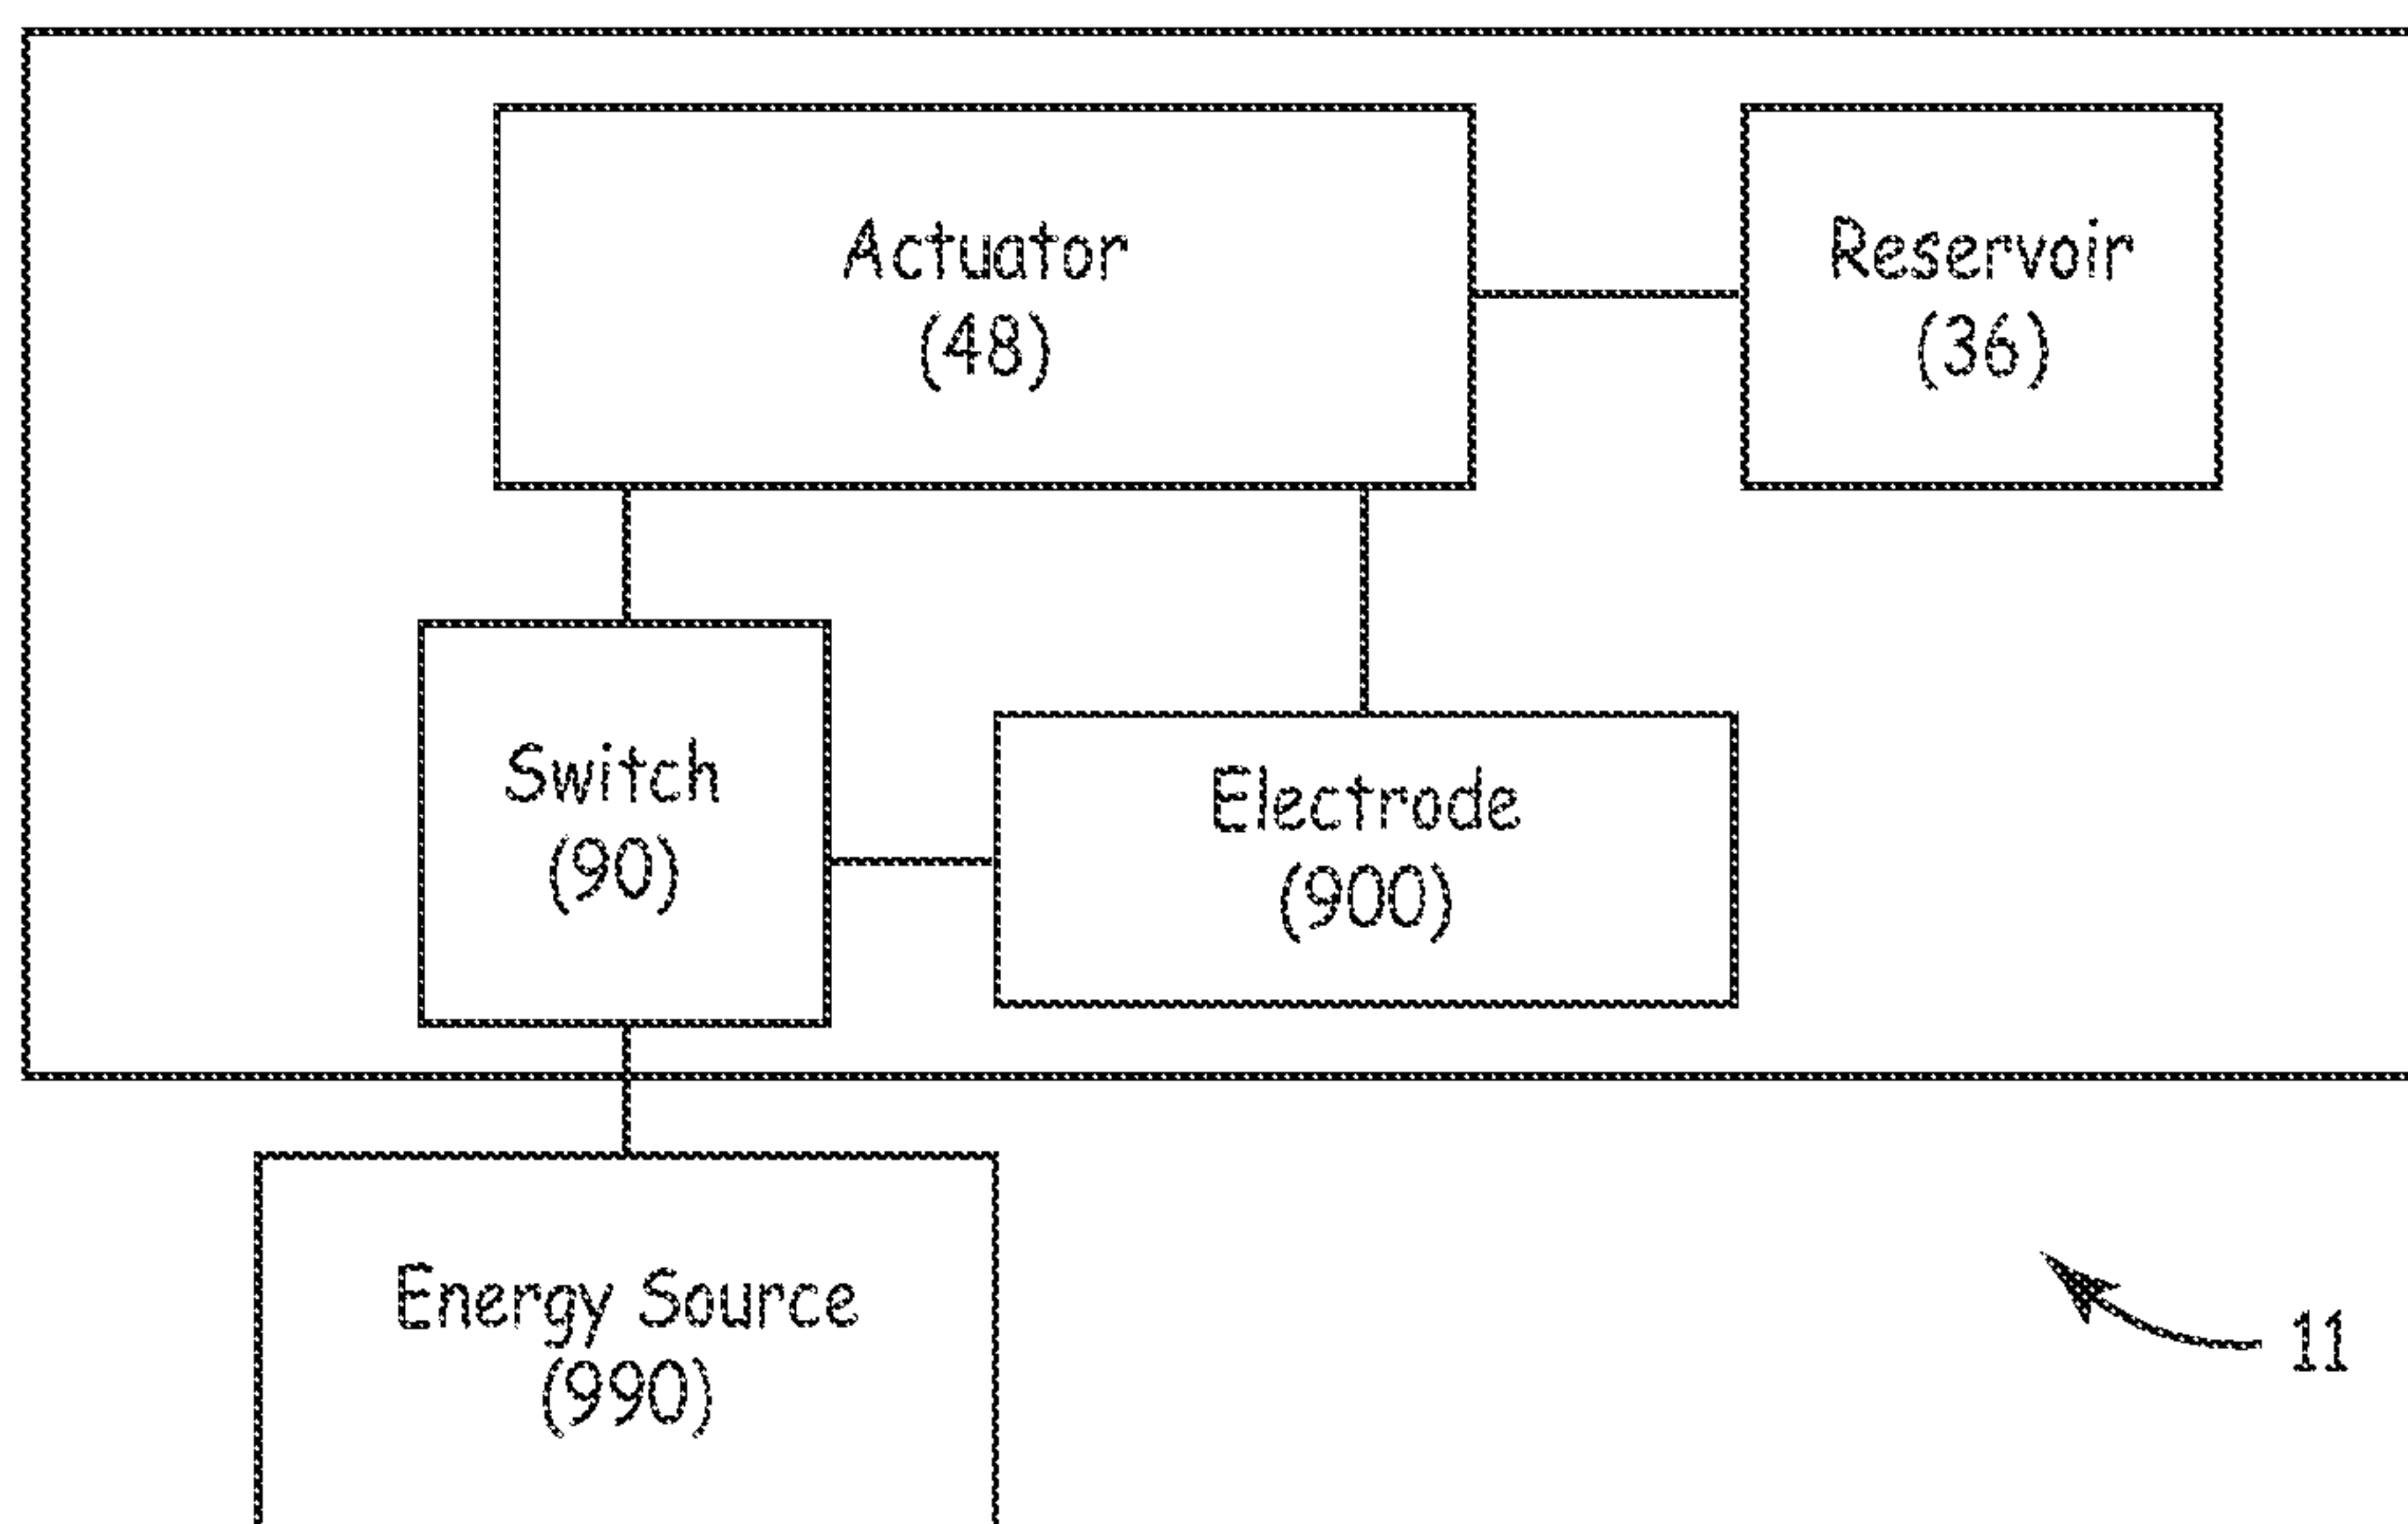 Actuator
(48)
Reservoir
(36)
Switch
(90)
Electrode
(900)
Energy Source
(990)
11